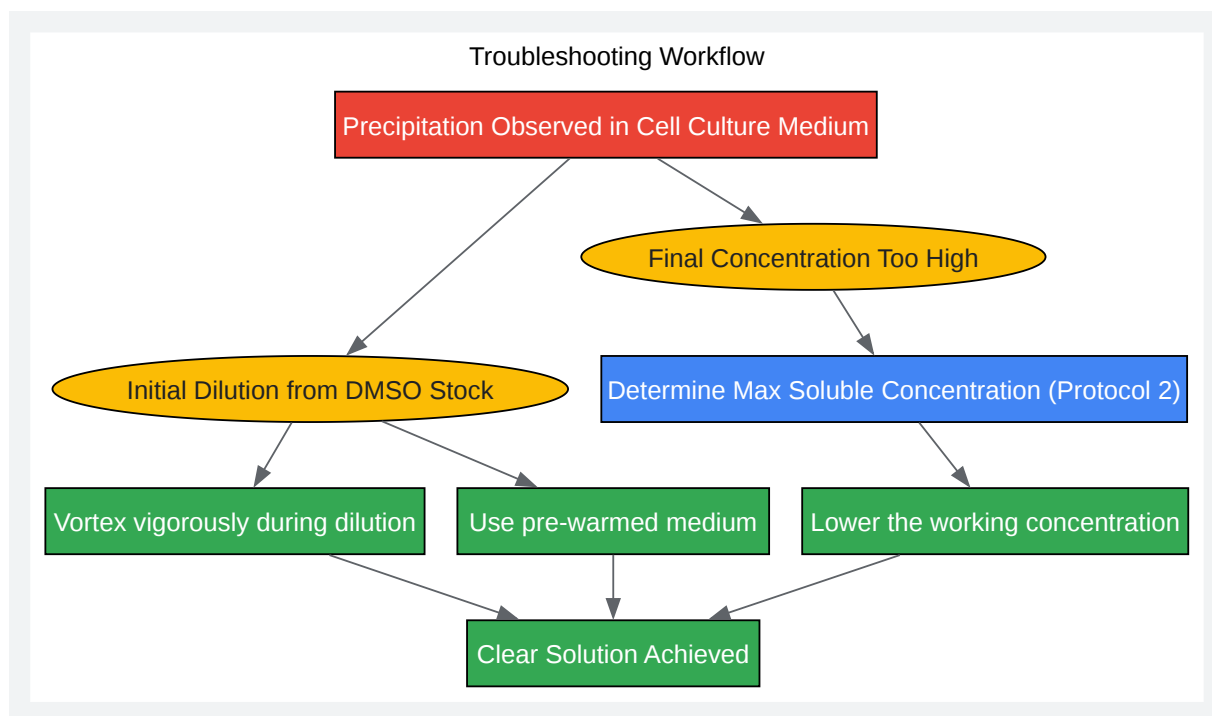 Troubleshooting Workflow
Precipitation Observed in Cell Culture Medium
Final Concentration Too High
Initial Dilution from DMSO Stock
Determine Max Soluble Concentration (Protocol 2)
Vortex vigorously during dilution
Use pre-warmed medium
Lower the working concentration
Clear Solution Achieved